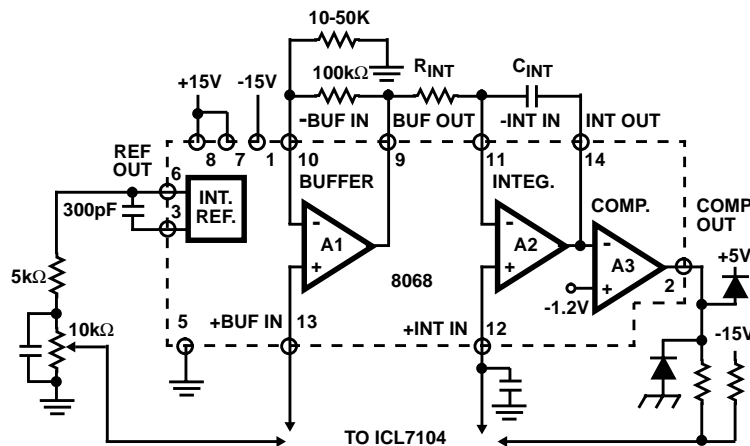 10-50K
100kΩ
RINT
CINT
+15V
-15V
-BUF IN
BUF OUT
-INT IN
INT OUT
8
7
1
10
9
11
14
REF
OUT
6
3
INT.
REF.
300pF
BUFFER
INTEG.
COMP.
COMP
OUT
-
A1
+
-
A2
+
-
A3
+
8068
-1.2V
2
+5V
5kΩ
10kΩ
5
+BUF IN
13
+INT IN
12
-15V
TO ICL7104